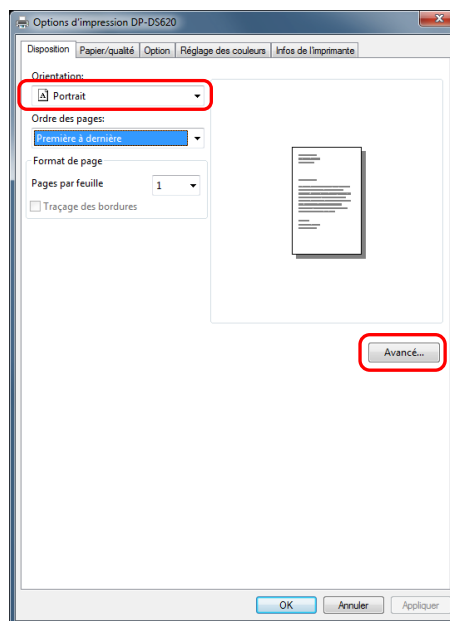 Options d'impression DP-DS620
Disposition Papier/qualité Option Réglage des couleurs Infos de l'imprimante
Orientation:
Portrait
Ordre des pages:
Première à dernière
Format de page
Pages par feuille 1
Traçage des bordures
Avancé...
OK Annuler Appliquer